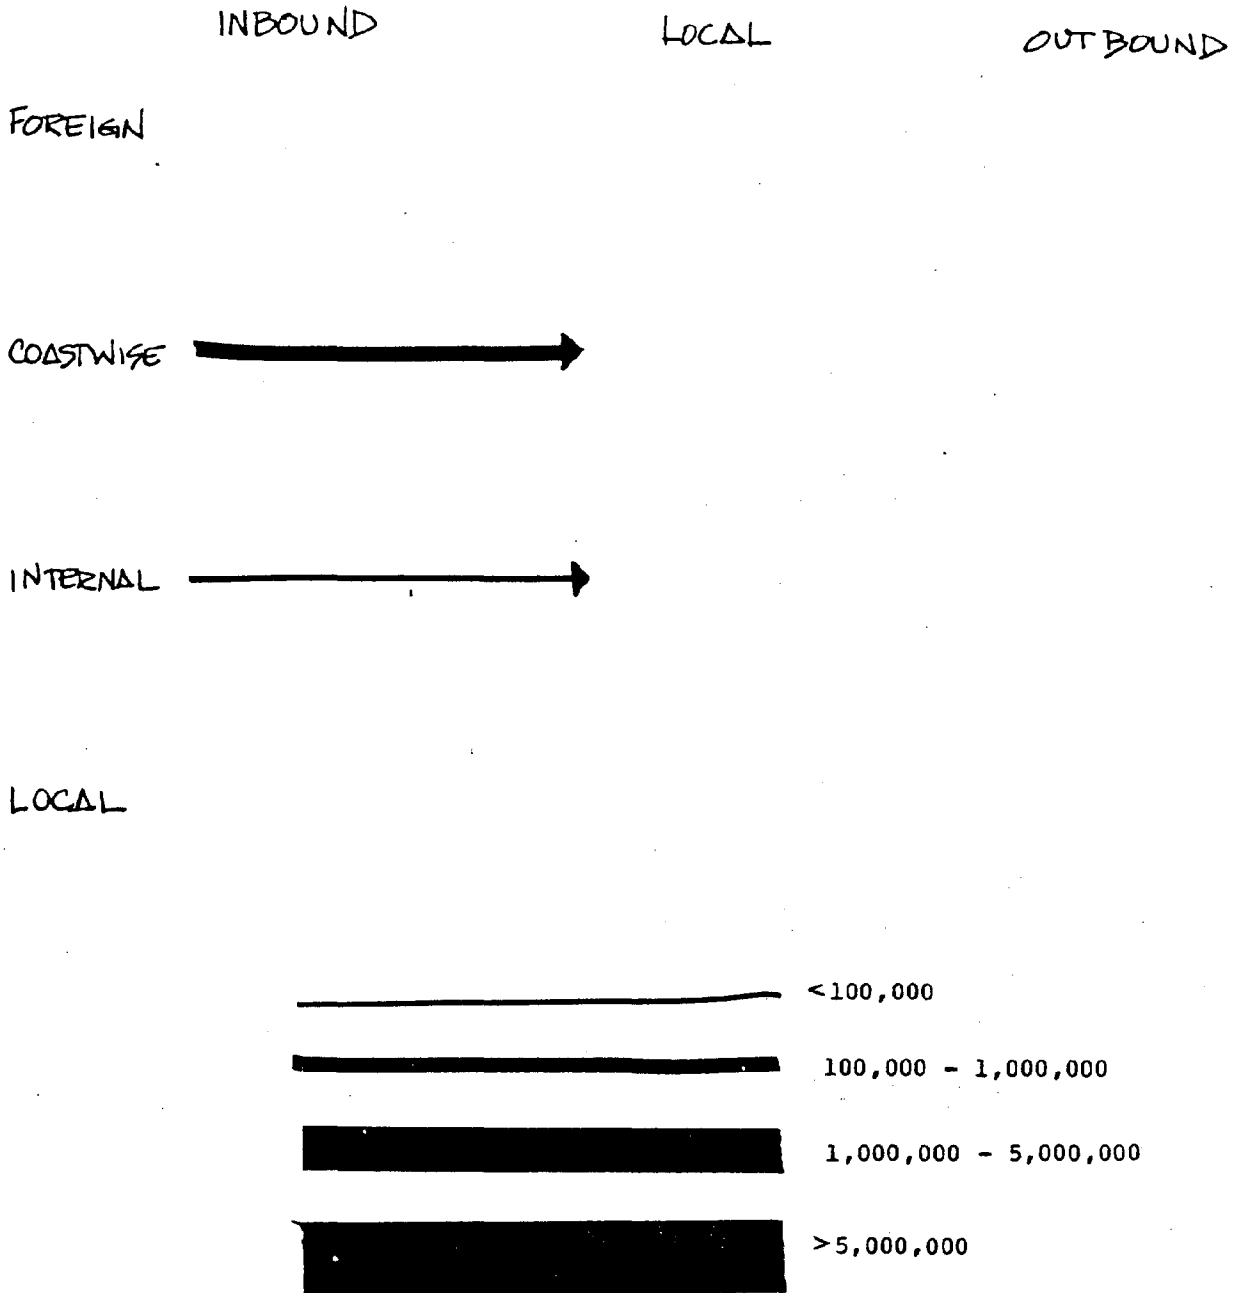 INBOUND LOCAL OUTBOUND
FOREIGN
COASTWISE
INTERNAL
LOCAL
<100,000
100,000 - 1,000,000
1,000,000 - 5,000,000
>5,000,000